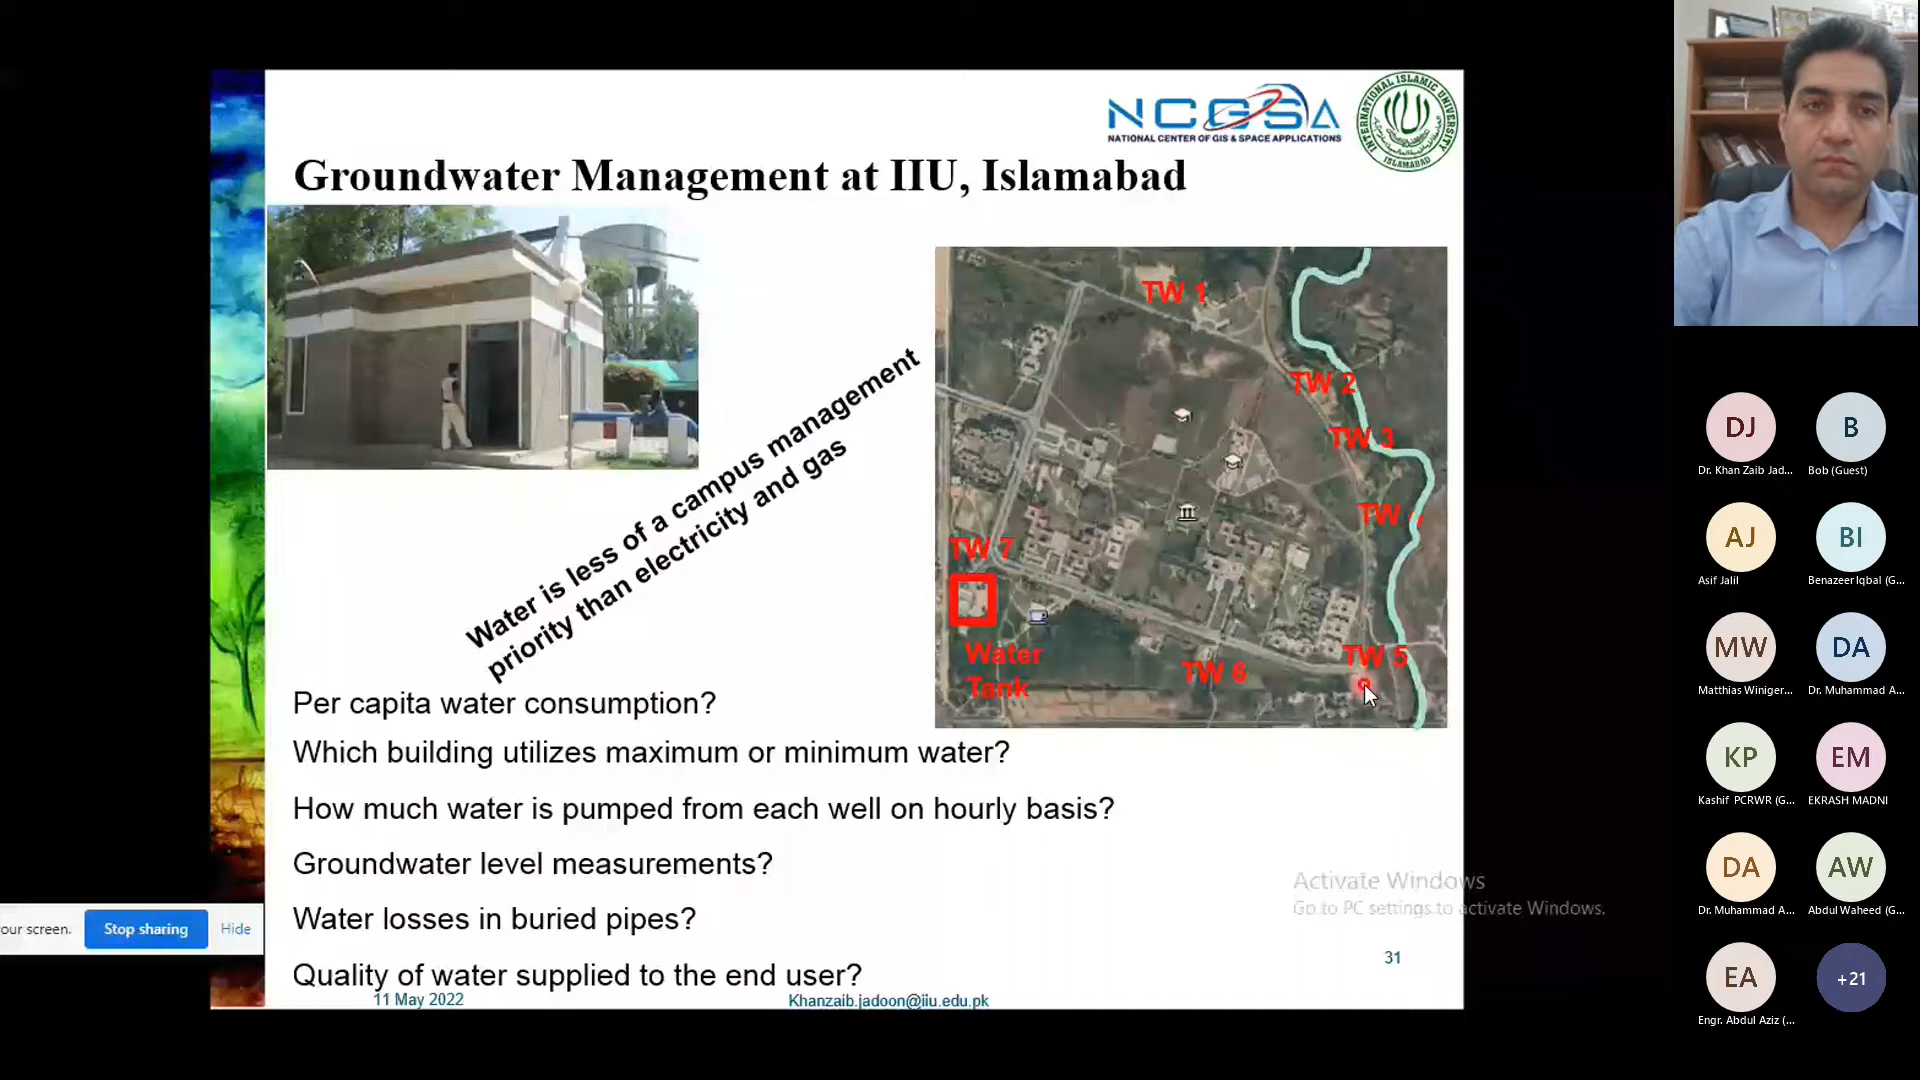 NCGSA
NATIONAL CENTER OF GIS & SPACE APPLICATIONS
INTERNATIONAL ISLAMIC UNIVERSITY
ISLAMABAD
Groundwater Management at IIU, Islamabad
Water is less of a campus management
priority than electricity and gas
TW 1
TW 2
TW 3
TW
TW 7
Water
Tank
TW 6
TW 5
Per capita water consumption?
Which building utilizes maximum or minimum water?
How much water is pumped from each well on hourly basis?
Groundwater level measurements?
Water losses in buried pipes?
Quality of water supplied to the end user?
11 May 2022
Khanzaib.jadoon@iiu.edu.pk
31
Activate Windows
Go to PC settings to activate Windows.
our screen.
Stop sharing
Hide
DJ
B
Dr. Khan Zaib Jad...
Bob (Guest)
AJ
BI
Asif Jalil
Benazeer Iqbal (G...
MW
DA
Matthias Winiger...
Dr. Muhammad A...
KP
EM
Kashif PCRWR (G...
EKRASH MADNI
DA
AW
Dr. Muhammad A...
Abdul Waheed (G...
EA
+21
Engr. Abdul Aziz (...